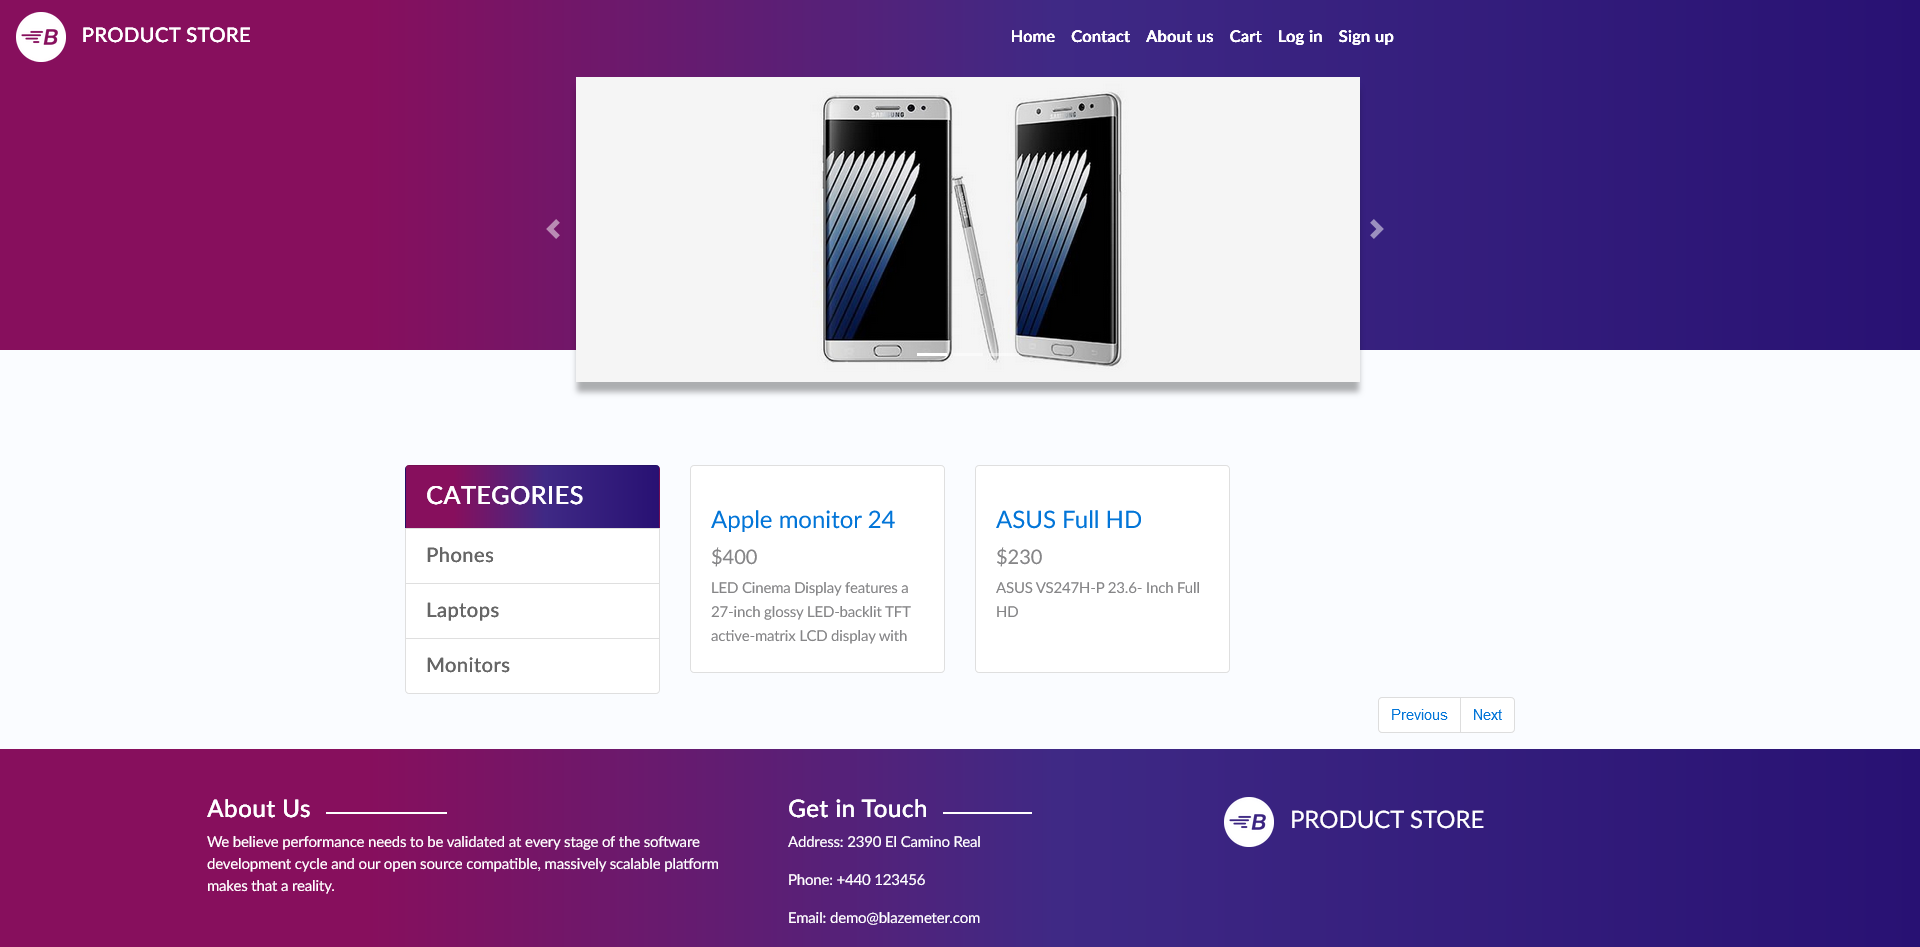 B PRODUCT STORE
Home Contact About us Cart Log in Sign up
SAMSUNG
SAMSUNG
CATEGORIES
Phones
Laptops
Monitors
Apple monitor 24
$400
LED Cinema Display features a
27-inch glossy LED-backlit TFT
active-matrix LCD display with
ASUS Full HD
$230
ASUS VS247H-P 23.6- Inch Full
HD
Previous Next
About Us
We believe performance needs to be validated at every stage of the software
development cycle and our open source compatible, massively scalable platform
makes that a reality.
Get in Touch
Address: 2390 El Camino Real
Phone: +440 123456
Email: demo@blazemeter.com
B PRODUCT STORE